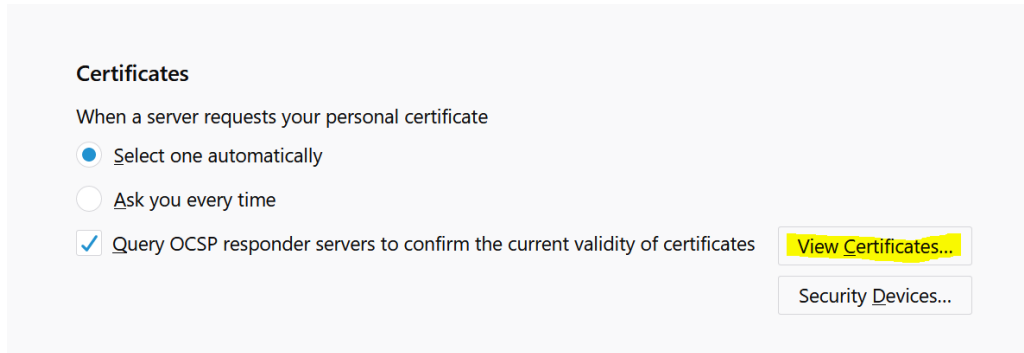 Certificates
When a server requests your personal certificate
Select one automatically
Ask you every time
Query OCSP responder servers to confirm the current validity of certificates
View Certificates...
Security Devices...